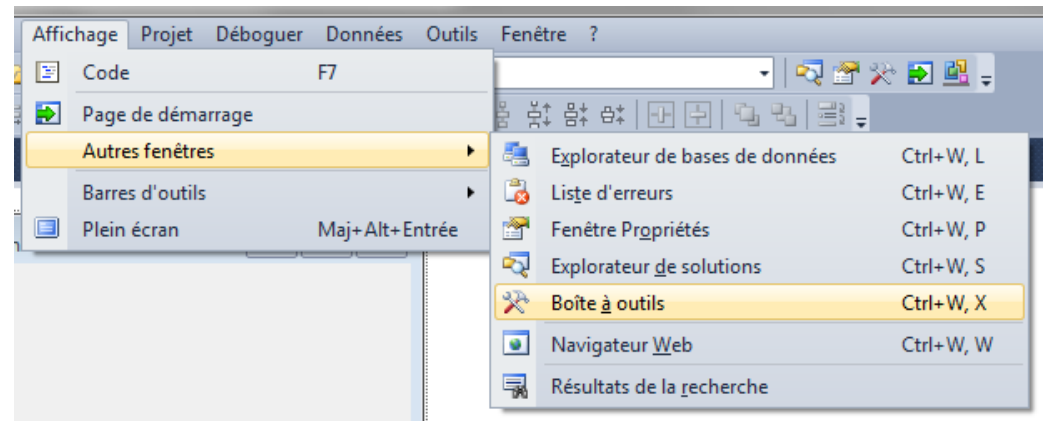 Affichage Projet Déboguer Données Outils Fenêtre ?
Code F7
Page de démarrage
Autres fenêtres
Barres d'outils
Plein écran Maj+Alt+Entrée
Explorateur de bases de données Ctrl+W, L
Liste d'erreurs Ctrl+W, E
Fenêtre Propriétés Ctrl+W, P
Explorateur de solutions Ctrl+W, S
Boîte à outils Ctrl+W, X
Navigateur Web Ctrl+W, W
Résultats de la recherche